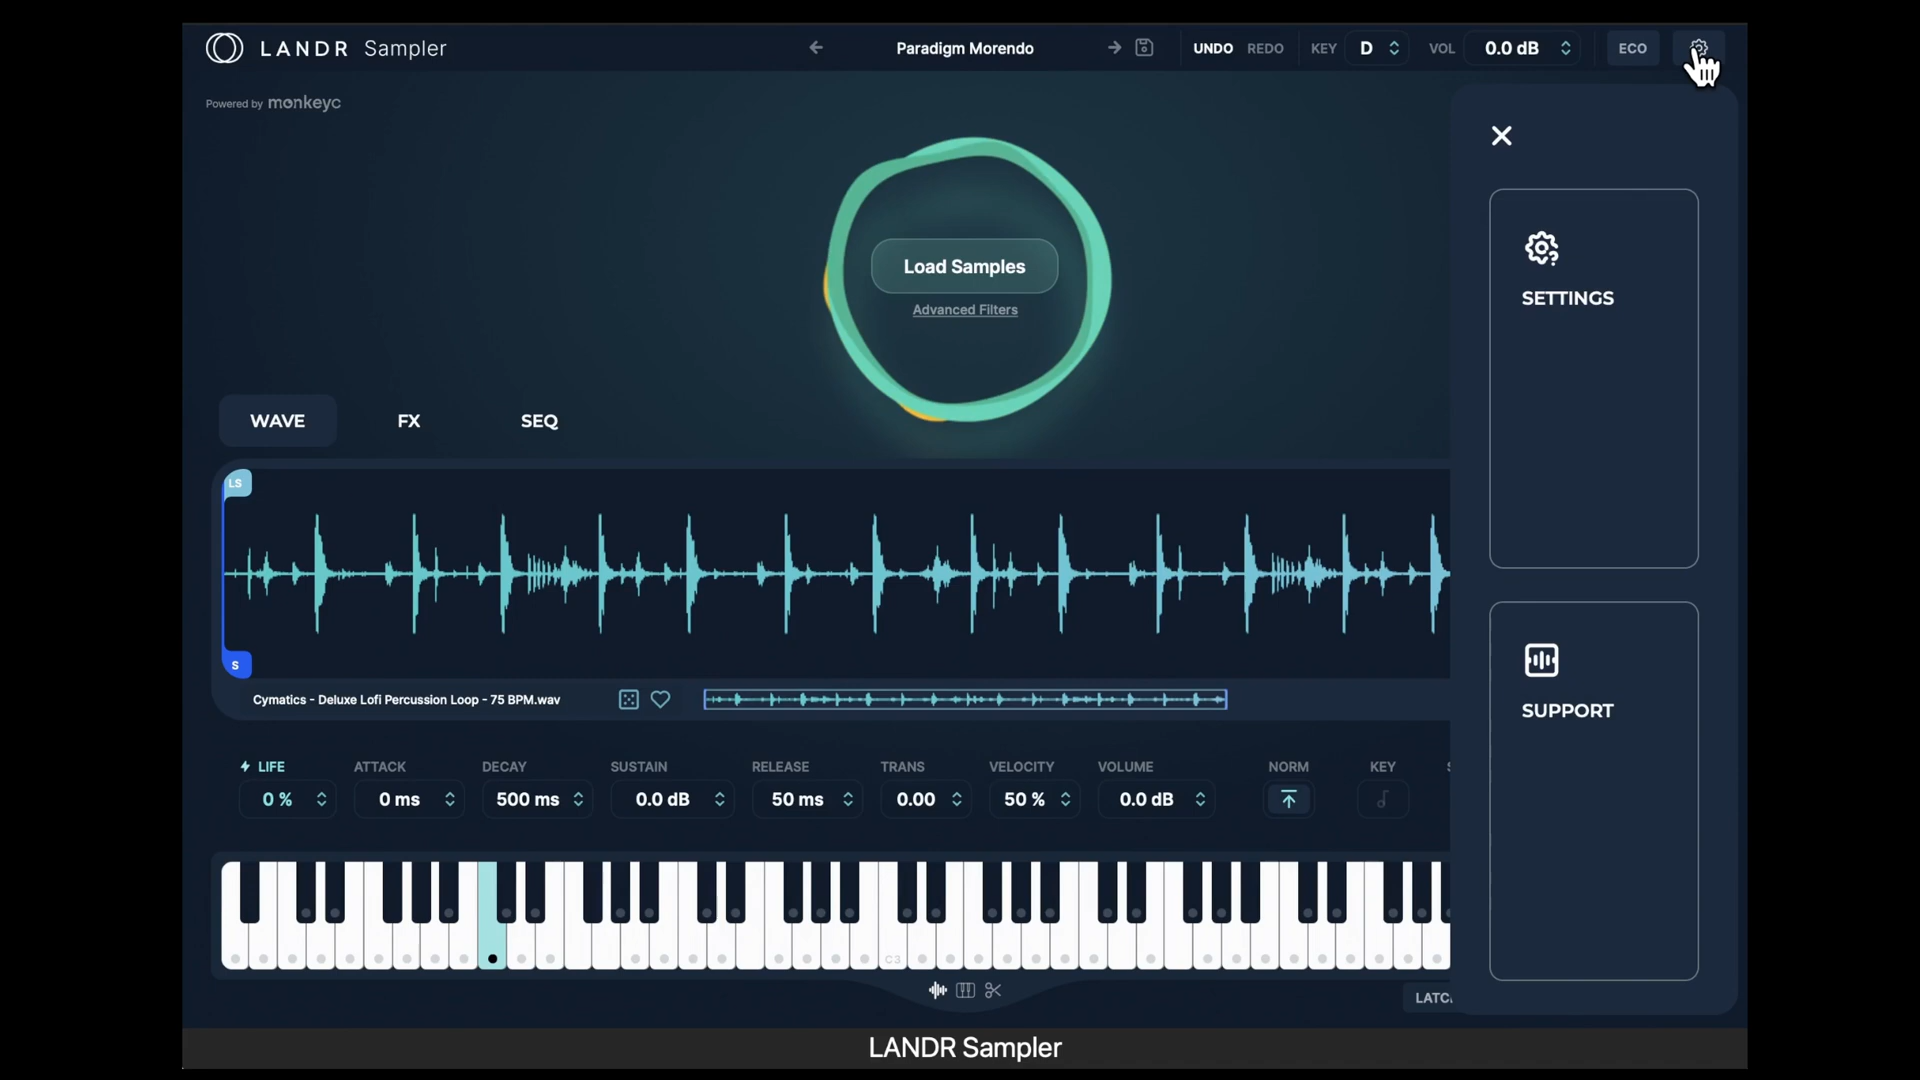 LANDR Sampler
Paradigm Morendo
UNDO REDO KEY D VOL 0.0 dB ECO
Powered by monkeyc
Load Samples
Advanced Filters
SETTINGS
WAVE FX SEQ
LS
S
Cymatics - Deluxe Lofi Percussion Loop - 75 BPM.wav
SUPPORT
LIFE ATTACK DECAY SUSTAIN RELEASE TRANS VELOCITY VOLUME NORM KEY
0 % 0 ms 500 ms 0.0 dB 50 ms 0.00 50 % 0.0 dB
C3
LANDR Sampler